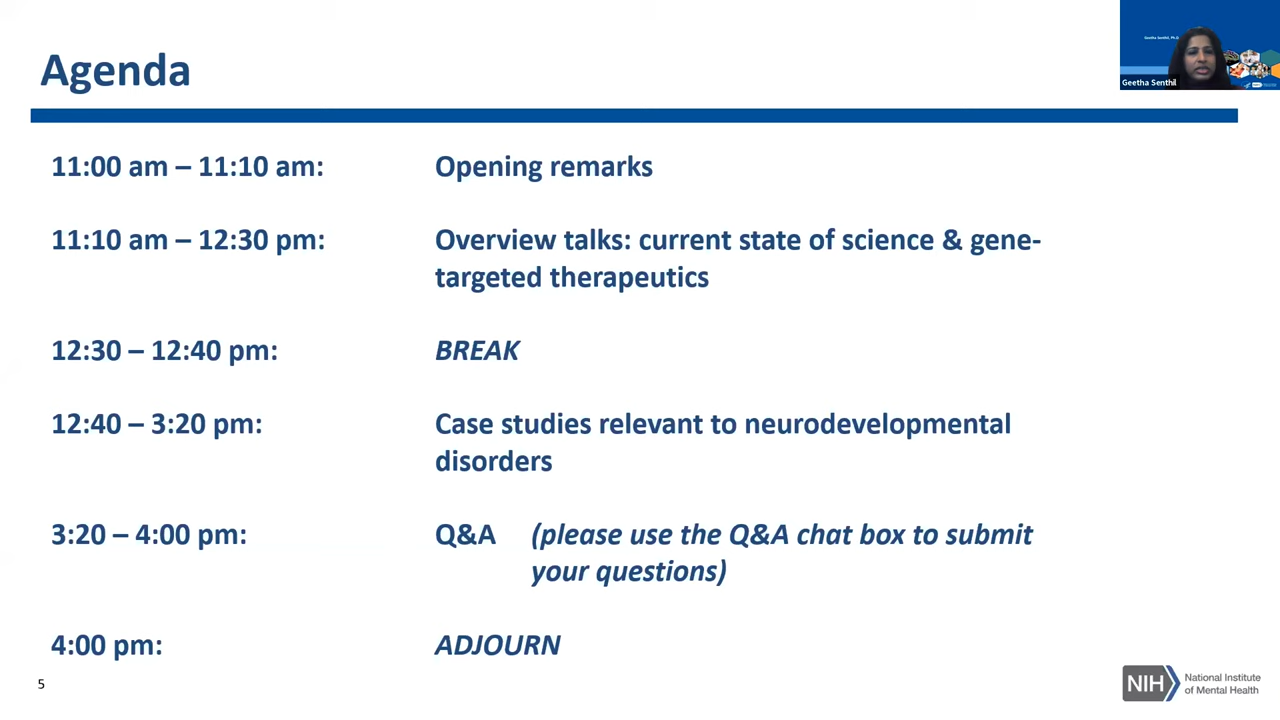 Agenda
Geetha Senthil, Ph.D.
Geetha Senthil
11:00 am – 11:10 am: Opening remarks
11:10 am – 12:30 pm: Overview talks: current state of science & gene-
targeted therapeutics
12:30 – 12:40 pm: BREAK
12:40 – 3:20 pm: Case studies relevant to neurodevelopmental
disorders
3:20 – 4:00 pm: Q&A (please use the Q&A chat box to submit
your questions)
4:00 pm: ADJOURN
5
NIH National Institute
of Mental Health